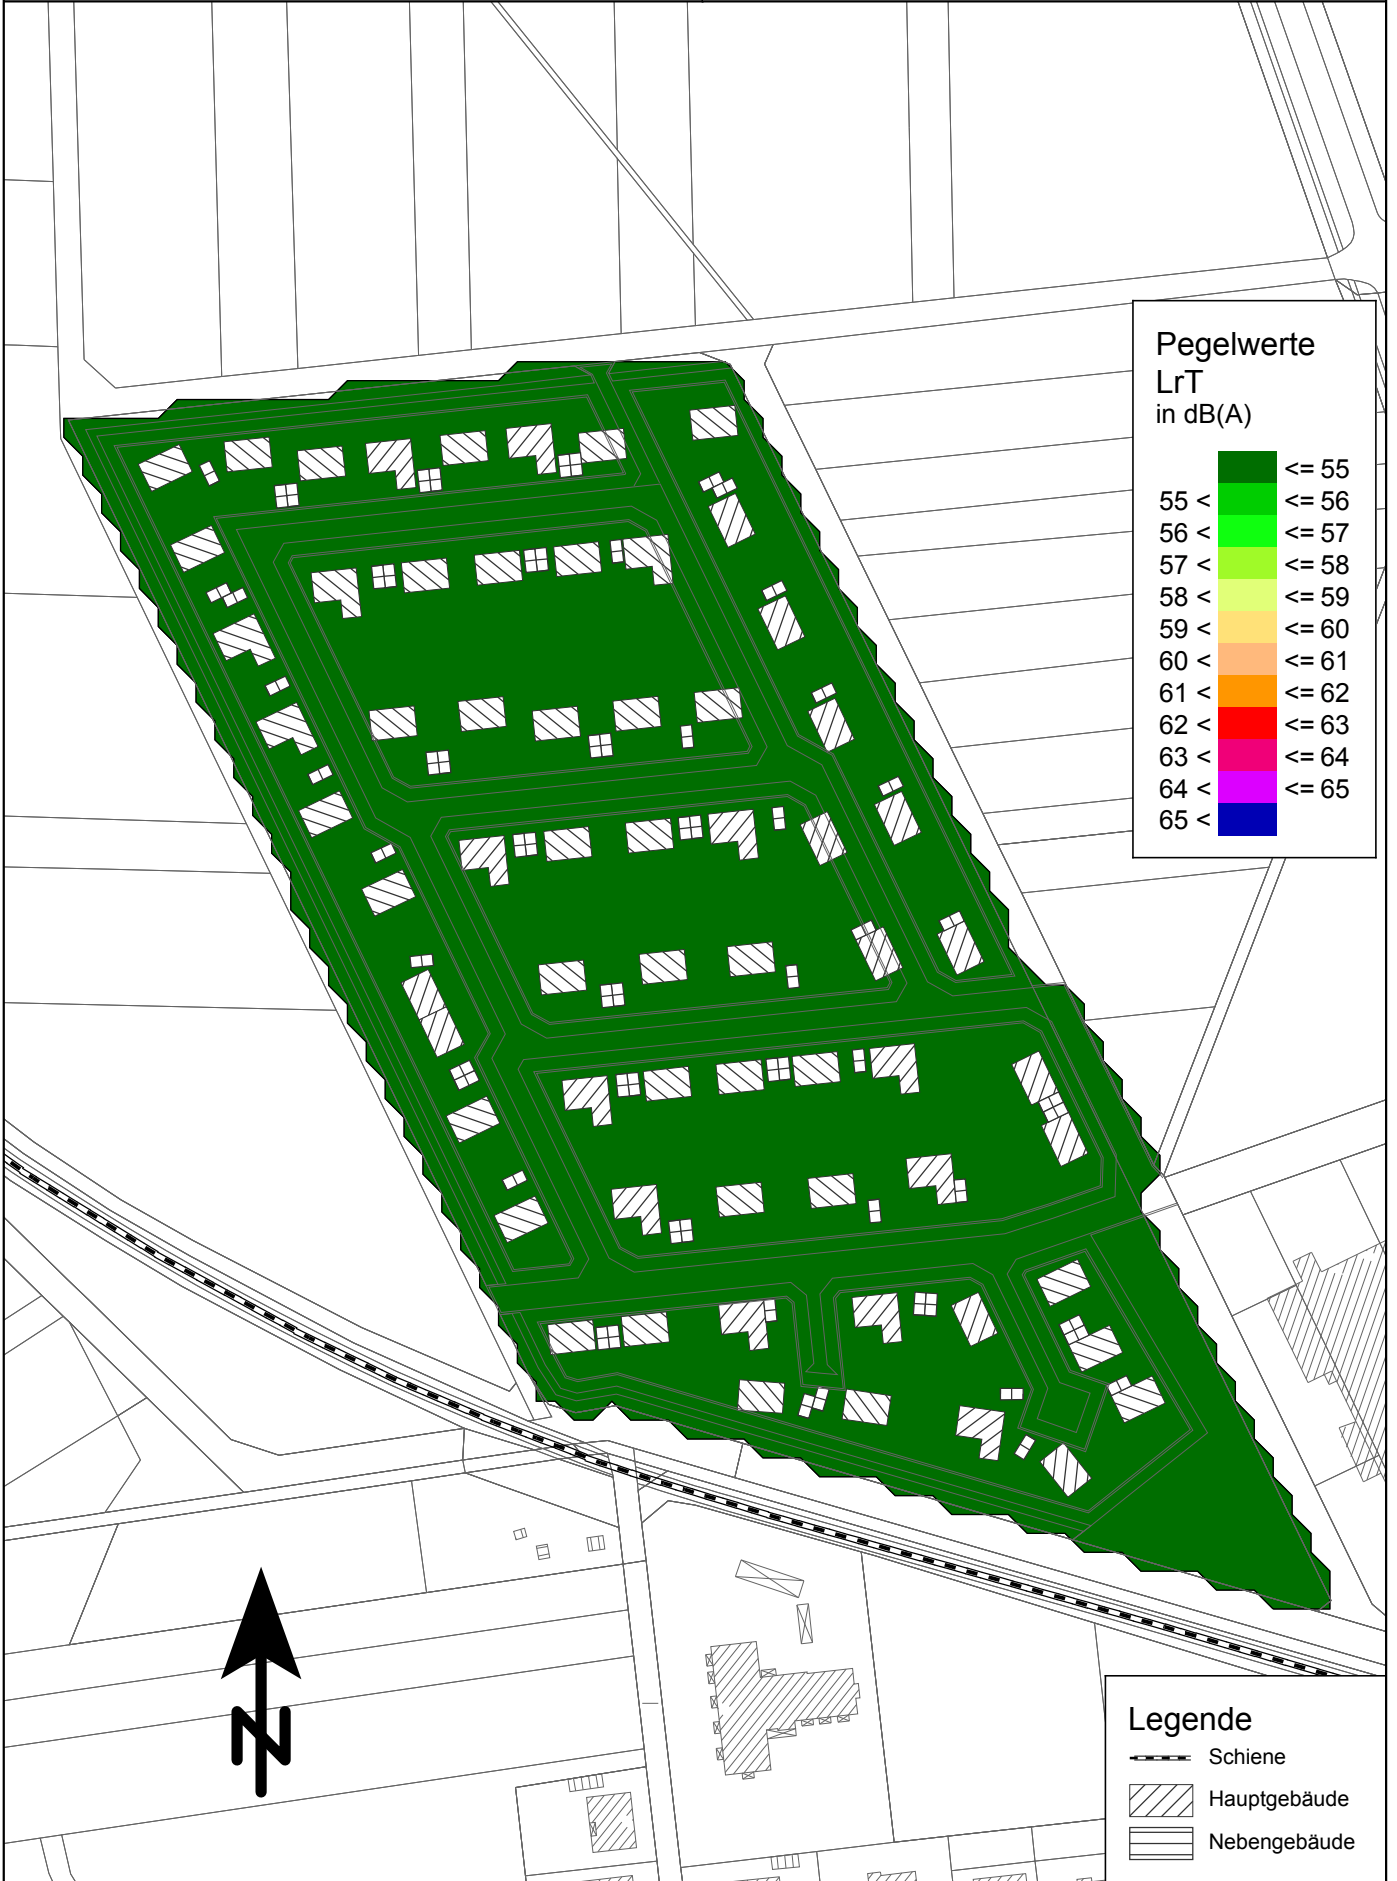 Pegelwerte
LrT
in dB(A)
<= 55
55 < <= 56
56 < <= 57
57 < <= 58
58 < <= 59
59 < <= 60
60 < <= 61
61 < <= 62
62 < <= 63
63 < <= 64
64 < <= 65
65 <
N
Legende
Schiene
Hauptgebäude
Nebengebäude